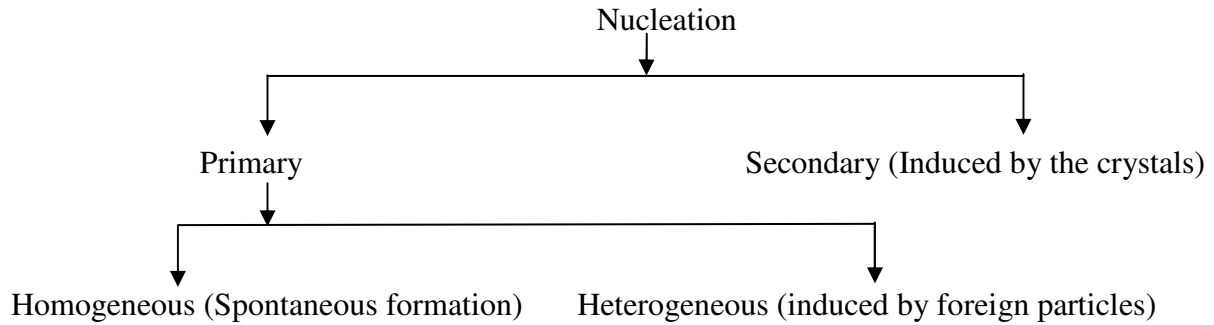 Nucleation
Primary
Secondary (Induced by the crystals)
Homogeneous (Spontaneous formation)
Heterogeneous (induced by foreign particles)